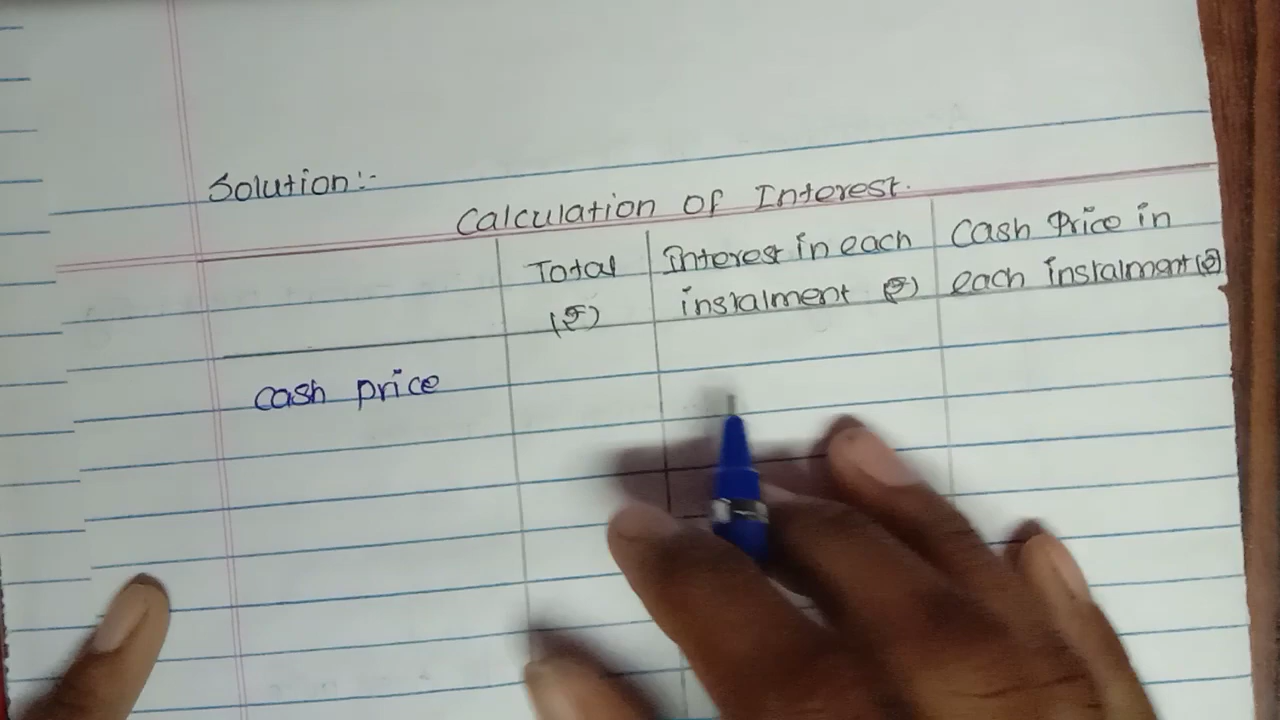 Solution:-
Calculation of Interest.
Total (₹)
Interest in each instalment (₹)
Cash Price in each instalment (₹)
cash price